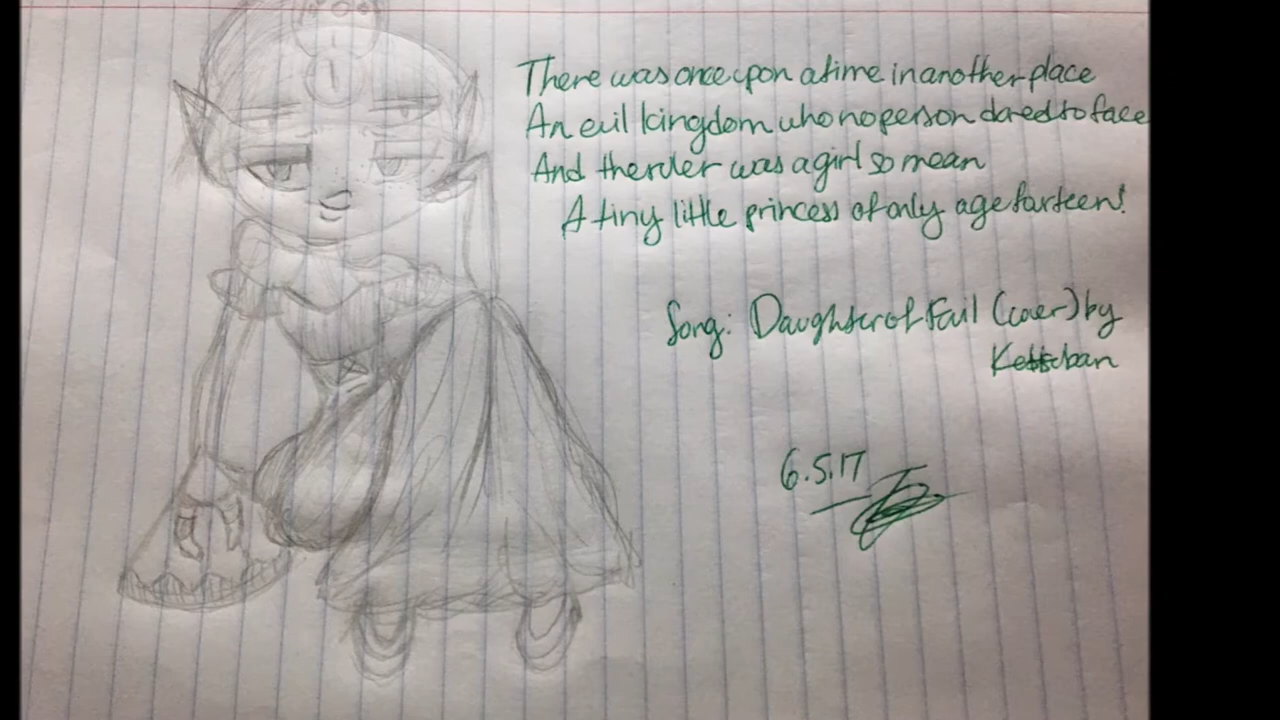 There was once upon a time in another place
An evil kingdom who no person dared to face
And the ruler was a girl so mean
A tiny little princess of only age forteen!
Song: Daughter of Evil (cover) by
Kettcban
6.5.17